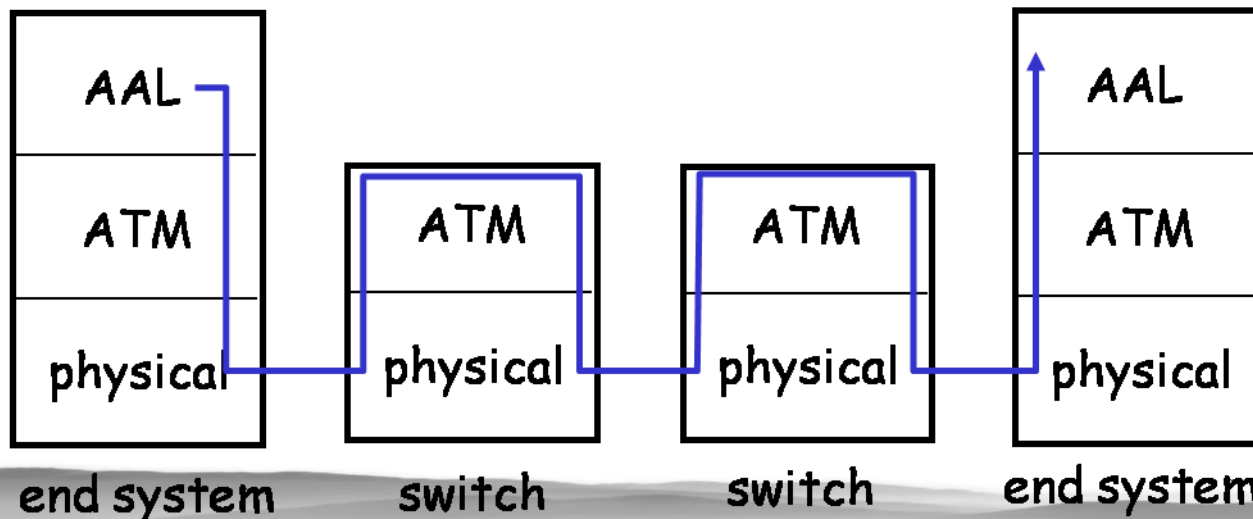 AAL
ATM
physical
end system
ATM
physical
switch
ATM
physical
switch
AAL
ATM
physical
end system